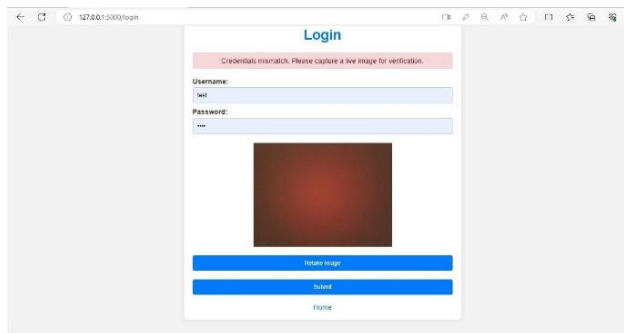 127.0.0.1:5000/login
Login
Credentials mismatch. Please capture a live image for verification.
Username:
test
Password:
••••
Retake Image
Submit
Home